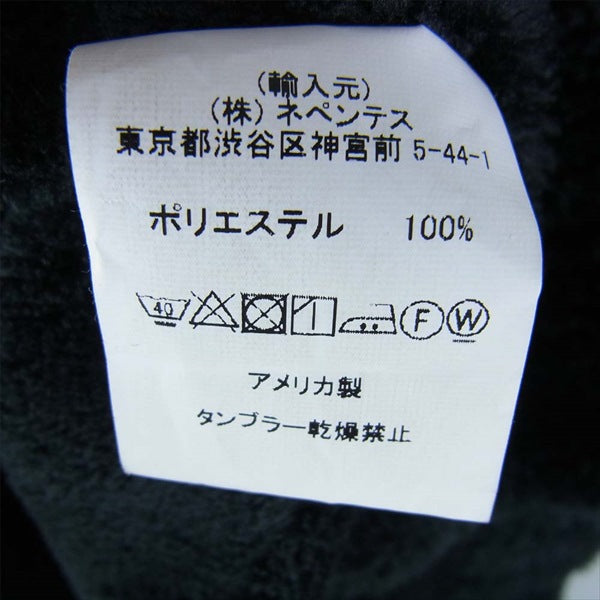 (輸入元)
(株) ネペンテス
東京都渋谷区神宮前 5-44-1
ポリエステル 100%
40 F W
アメリカ製
タンブラー乾燥禁止